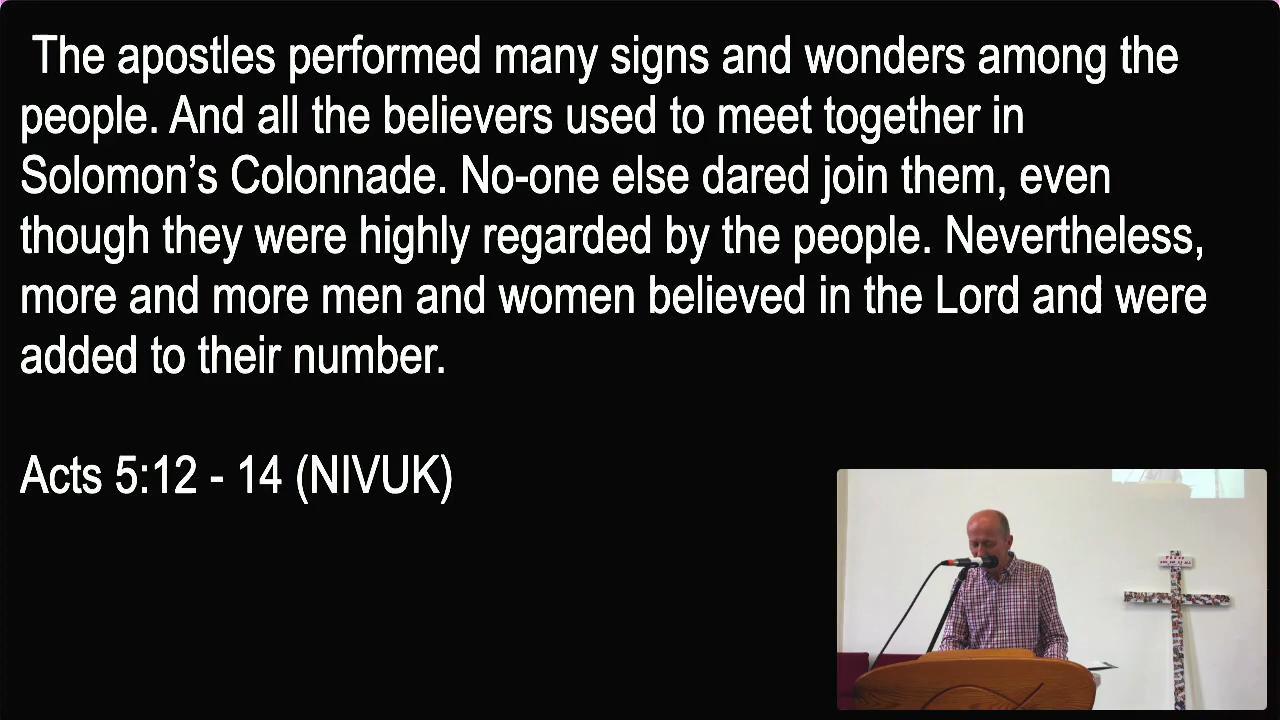 The apostles performed many signs and wonders among the
people. And all the believers used to meet together in
Solomon’s Colonnade. No-one else dared join them, even
though they were highly regarded by the people. Nevertheless,
more and more men and women believed in the Lord and were
added to their number.
Acts 5:12 - 14 (NIVUK)